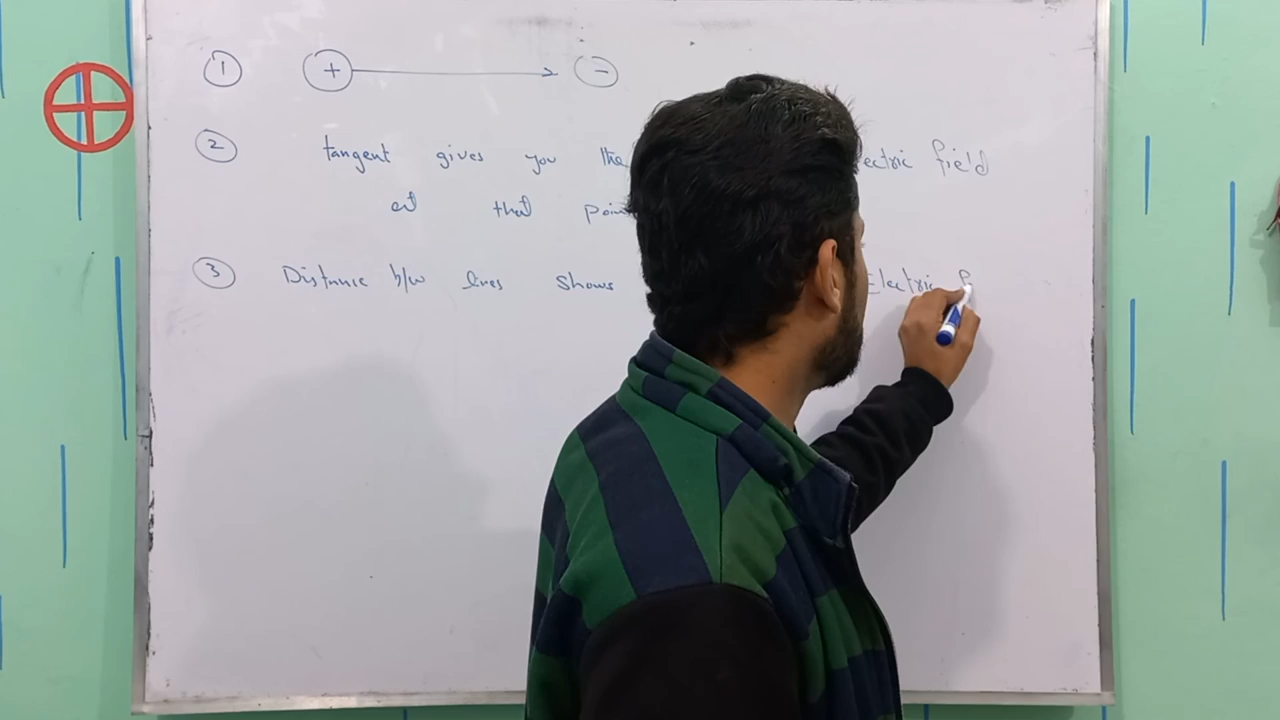 ① + → -
② tangent gives you the ectric field
at that poin
③ Distance b/w lines shows Electric f